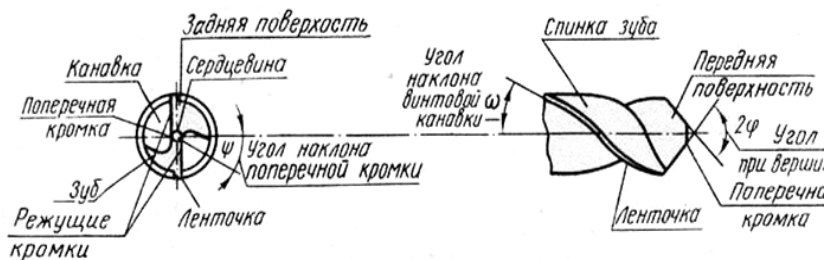 Задняя поверхность
Канавка
Сердцевина
Поперечная
кромка
Зуб
Режущие
кромки
Ленточка
ψ
Угол наклона
поперечной кромки
Угол
наклона
винтовой
канавки
ω
Спинка зуба
Передняя
поверхность
2φ
Угол
при верши
Поперечна
кромка
Ленточка